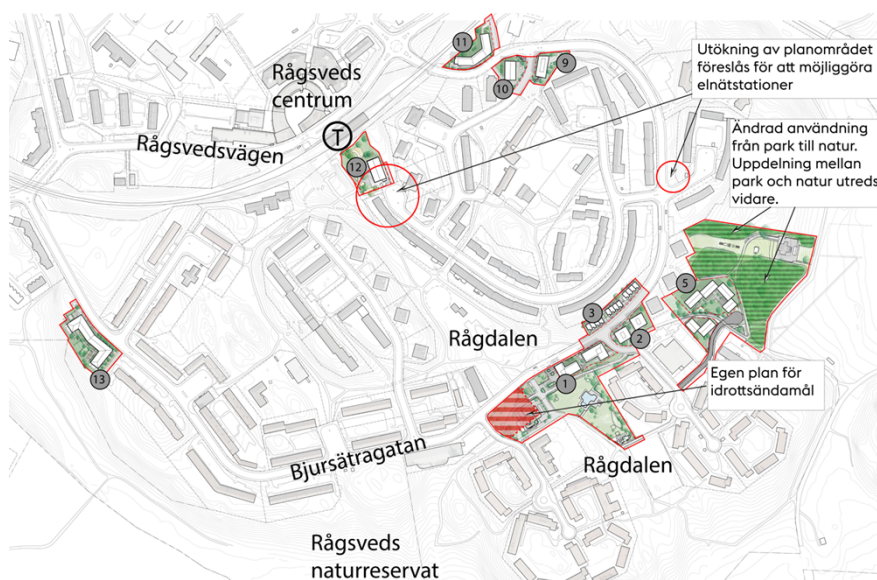 11
Rågsveds
centrum
10
9
Utökning av planområdet
föreslås för att möjliggöra
elnätstationer
T
Rågsvedsvägen
12
Ändrad användning
från park till natur.
Uppdelning mellan
park och natur utreds
vidare.
5
3
Rågdalen
2
13
1
Egen plan för
idrottsändamål
Bjursätragatan
Rågdalen
Rågsveds
naturreservat